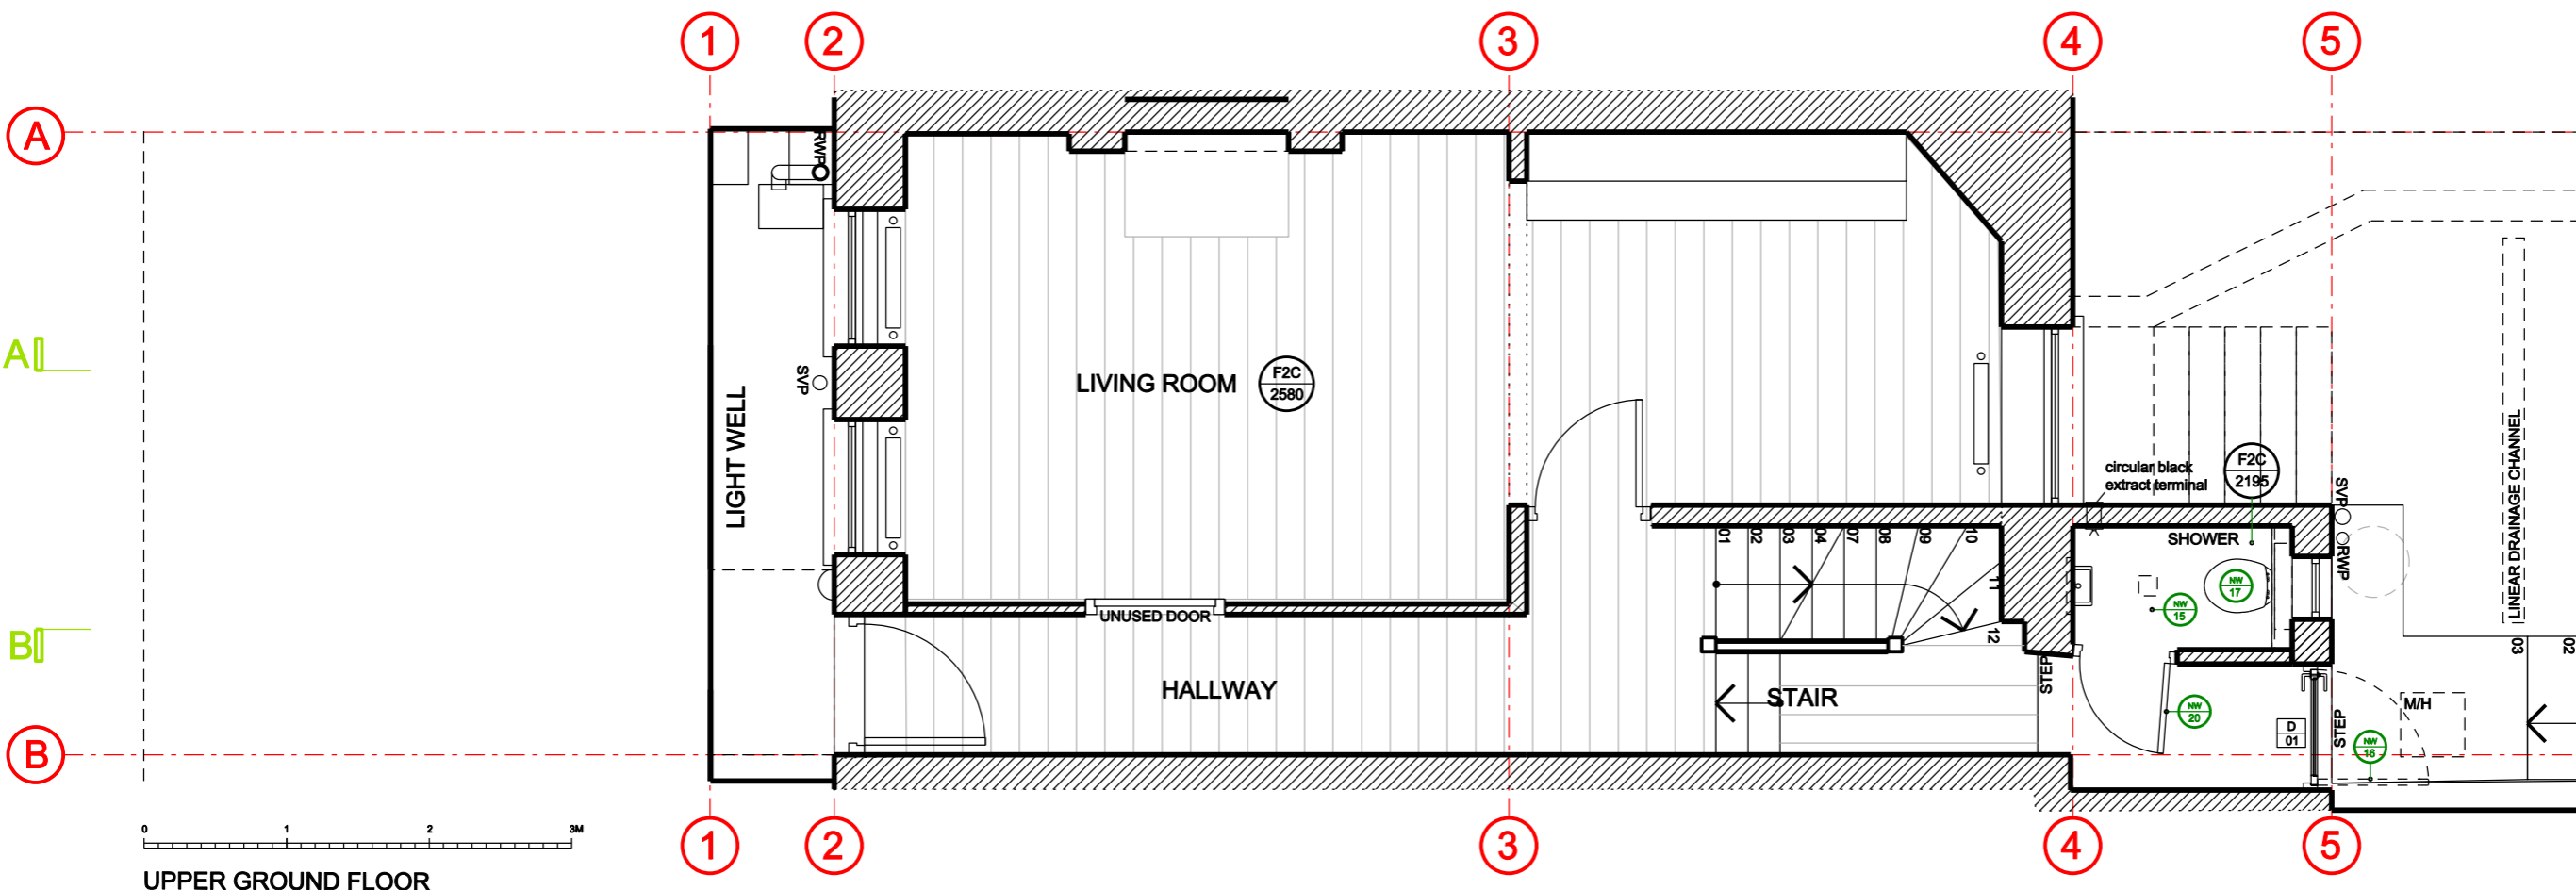 1
2
3
4
5
A
RWP
A
SVP
LIGHT WELL
LIVING ROOM
F2C
2580
circular black
extract terminal
F2C
2195
SVP
RWP
LINEAR DRAINAGE CHANNEL
01
02
03
04
07
08
09
10
11
12
SHOWER
NW
17
NW
15
UNUSED DOOR
B
HALLWAY
STAIR
STEP
NW
20
D
01
STEP
NW
16
M/H
03
02
B
0
1
2
3M
1
2
3
4
5
UPPER GROUND FLOOR